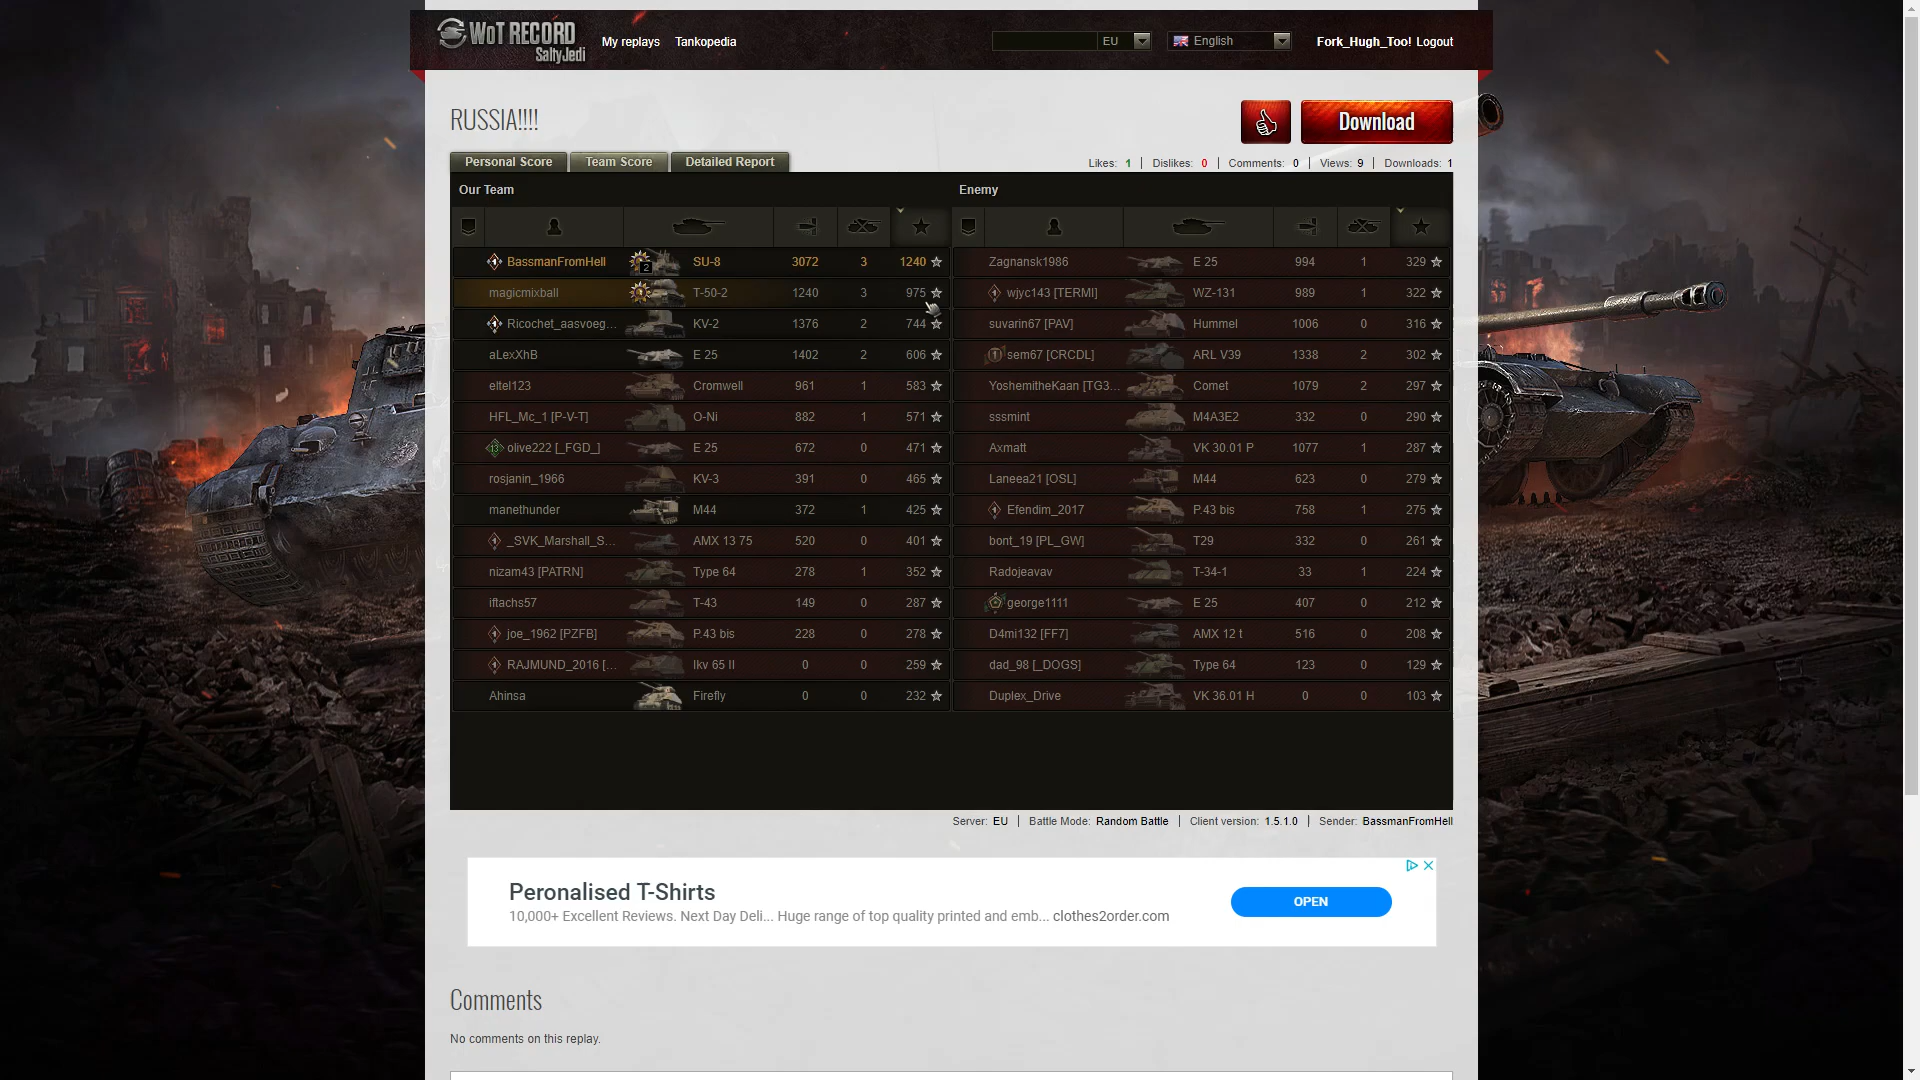 WoT RECORD
SaltyJedi
My replays Tankopedia
EU
English
Fork_Hugh_Too! Logout
RUSSIA!!!!
Download
Personal Score Team Score Detailed Report
Likes: 1 | Dislikes: 0 | Comments: 0 | Views: 9 | Downloads: 1
Our Team
Enemy
BassmanFromHell 2 SU-8 3072 3 1240
Zagnansk1986 E 25 994 1 329
magicmixball T-50-2 1240 3 975
wjyc143 [TERMI] WZ-131 989 1 322
Ricochet_aasvoeg... KV-2 1376 2 744
suvarin67 [PAV] Hummel 1006 0 316
aLexXhB E 25 1402 2 606
sem67 [CRCDL] ARL V39 1338 2 302
eltel123 Cromwell 961 1 583
YoshemitheKaan [TG3... Comet 1079 2 297
HFL_Mc_1 [P-V-T] O-Ni 882 1 571
sssmint M4A3E2 332 0 290
13 olive222 [_FGD_] E 25 672 0 471
Axmatt VK 30.01 P 1077 1 287
rosjanin_1966 KV-3 391 0 465
Laneea21 [OSL] M44 623 0 279
manethunder M44 372 1 425
Efendim_2017 P.43 bis 758 1 275
_SVK_Marshall_S... AMX 13 75 520 0 401
bont_19 [PL_GW] T29 332 0 261
nizam43 [PATRN] Type 64 278 1 352
Radojeavav T-34-1 33 1 224
iftachs57 T-43 149 0 287
george1111 E 25 407 0 212
joe_1962 [PZFB] P.43 bis 228 0 278
D4mi132 [FF7] AMX 12 t 516 0 208
RAJMUND_2016 [... Ikv 65 II 0 0 259
dad_98 [_DOGS] Type 64 123 0 129
Ahinsa Firefly 0 0 232
Duplex_Drive VK 36.01 H 0 0 103
Server: EU | Battle Mode: Random Battle | Client version: 1.5.1.0 | Sender: BassmanFromHell
Peronalised T-Shirts
10,000+ Excellent Reviews. Next Day Deli... Huge range of top quality printed and emb... clothes2order.com
OPEN
Comments
No comments on this replay.